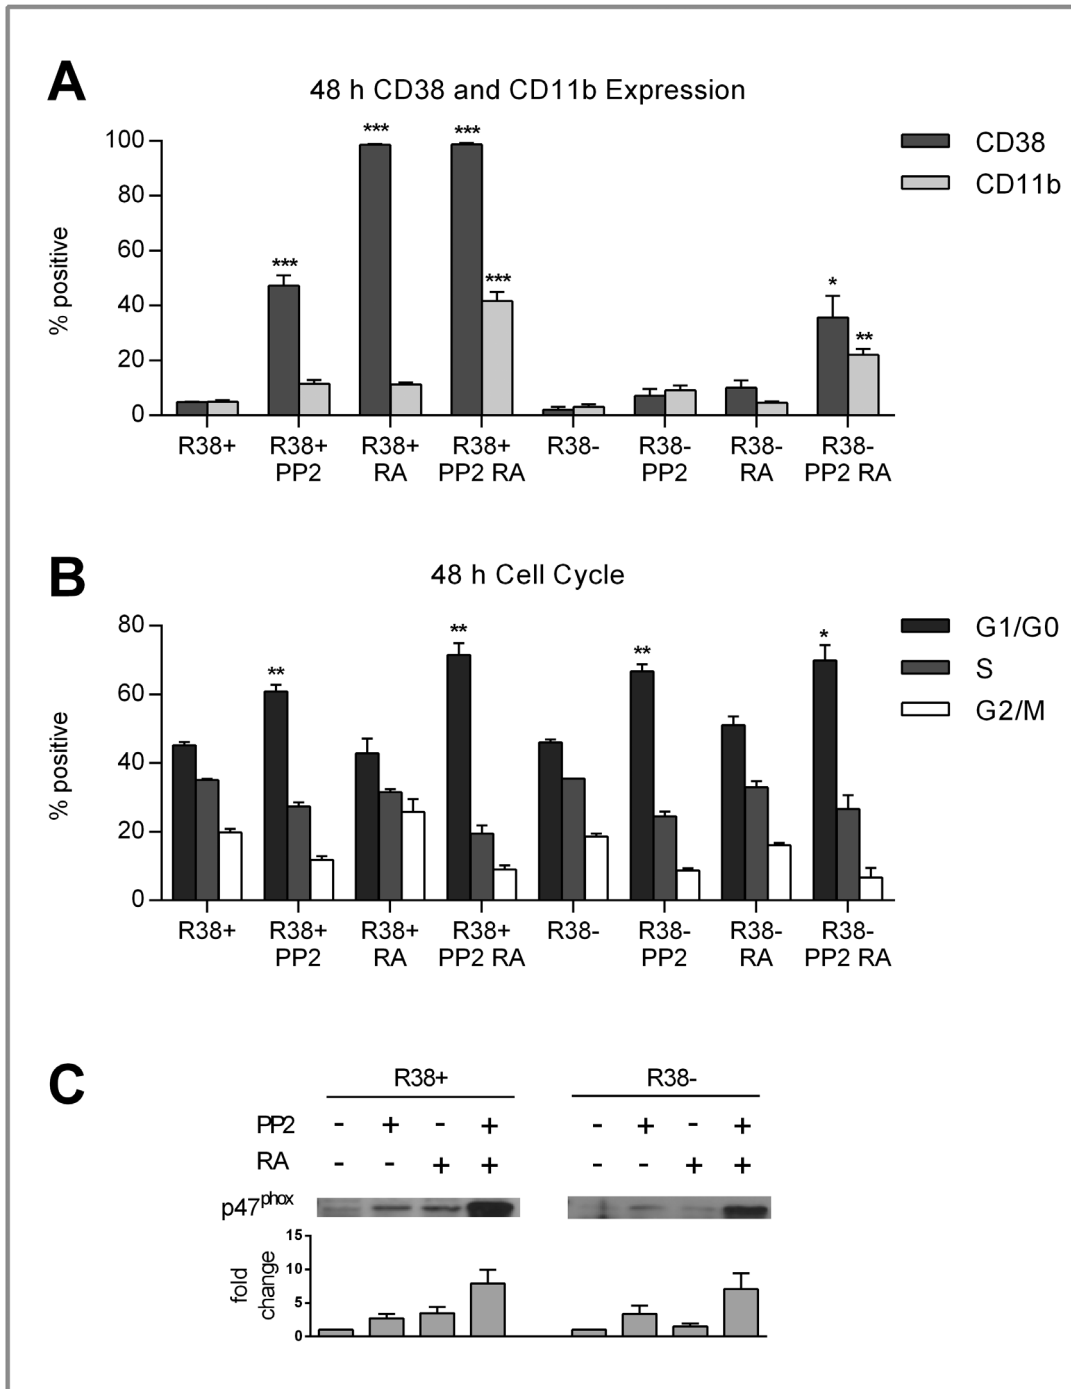 A
48 h CD38 and CD11b Expression
CD38
CD11b
% positive
100
80
60
40
20
0
***
***
***
***
*
**
R38+
R38+ PP2
R38+ RA
R38+ PP2 RA
R38-
R38- PP2
R38- RA
R38- PP2 RA
B
48 h Cell Cycle
G1/G0
S
G2/M
% positive
80
60
40
20
0
**
**
**
*
R38+
R38+ PP2
R38+ RA
R38+ PP2 RA
R38-
R38- PP2
R38- RA
R38- PP2 RA
C
R38+ R38-
PP2 - + - + - + - +
RA - - + + - - + +
p47phox
fold change
15
10
5
0